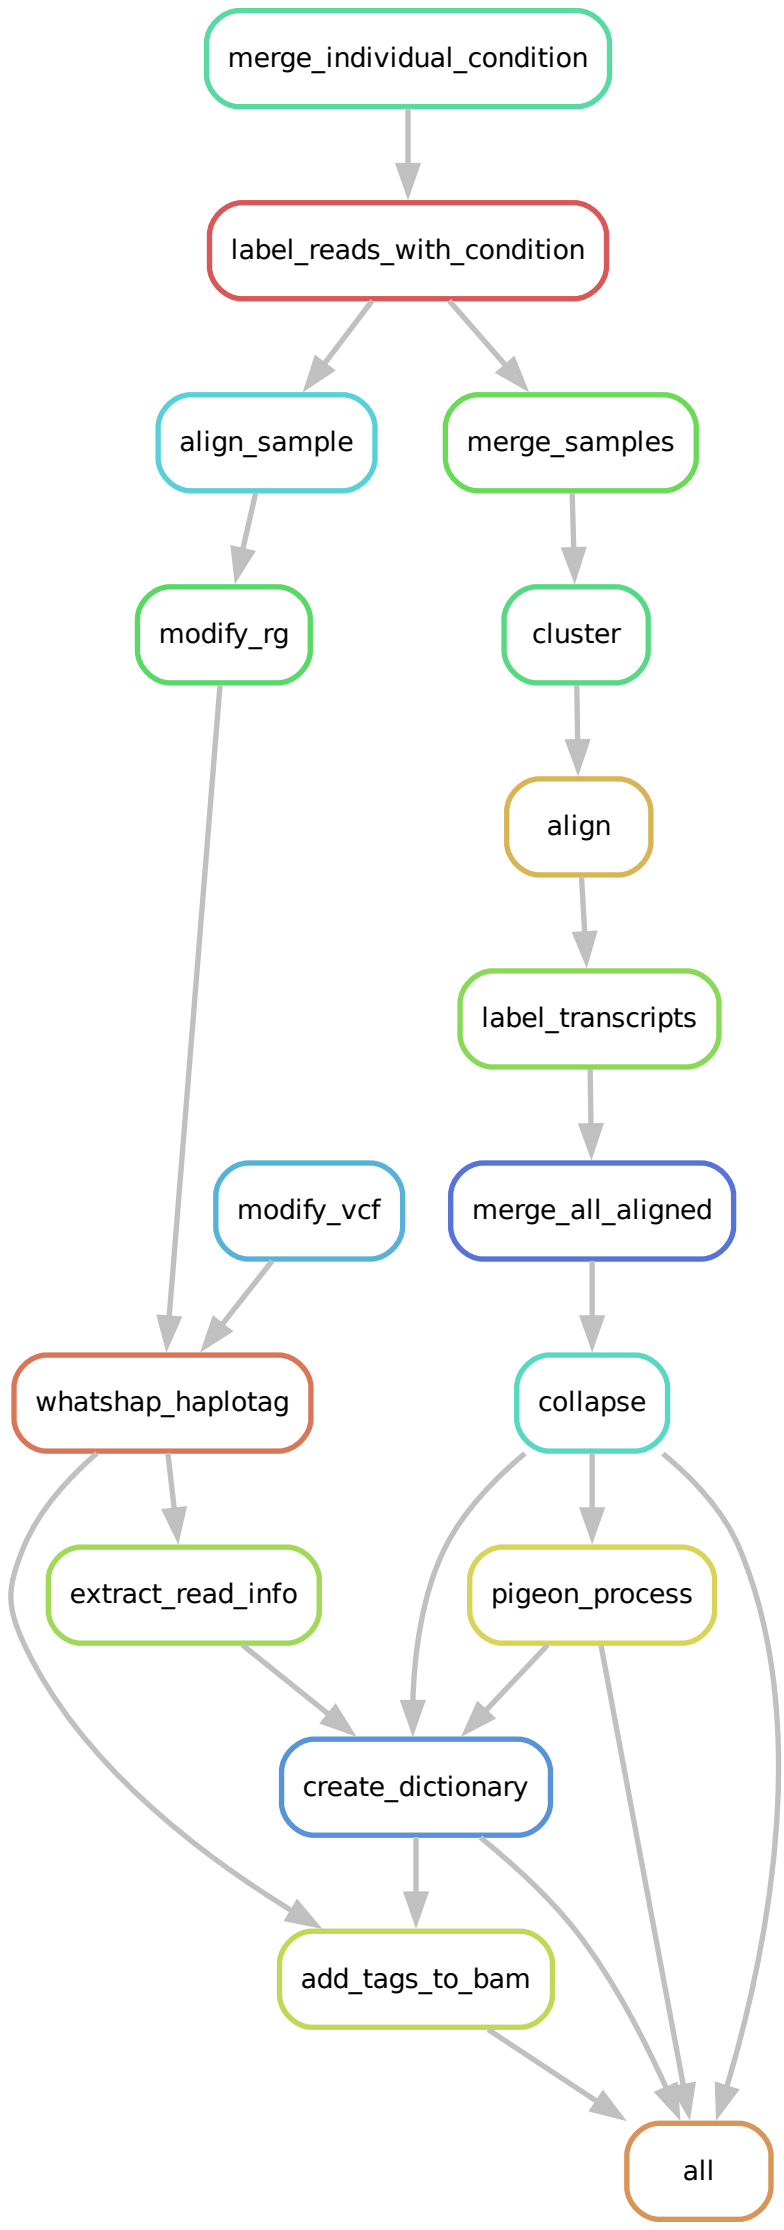 merge_individual_condition
label_reads_with_condition
align_sample
merge_samples
modify_rg
cluster
align
label_transcripts
modify_vcf
merge_all_aligned
whatshap_haplotag
collapse
extract_read_info
pigeon_process
create_dictionary
add_tags_to_bam
all